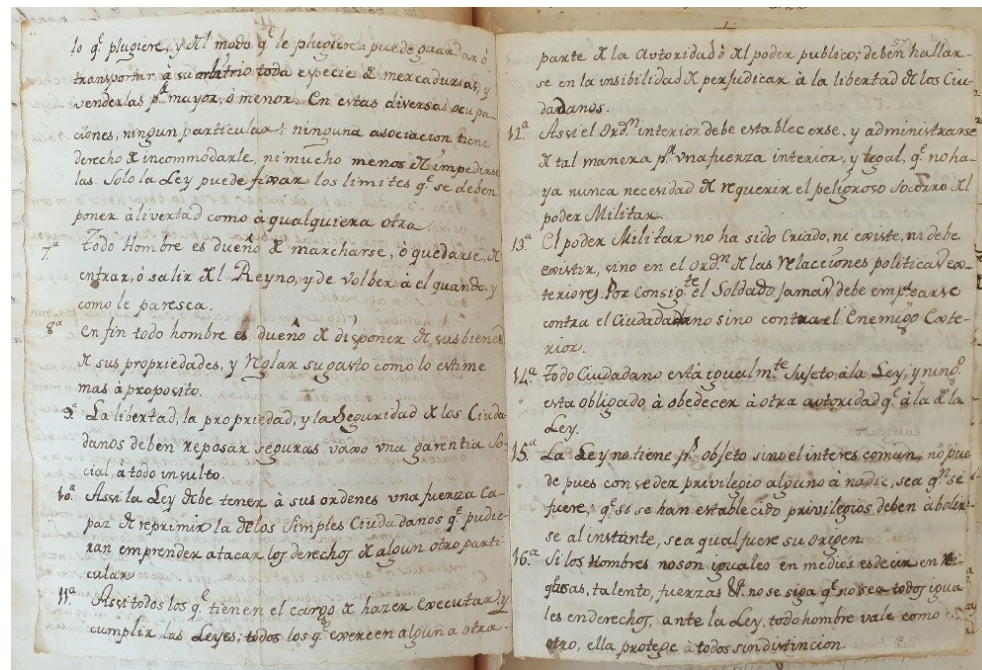 lo q.e plugiere, y del modo q.e le plugiere: puede guardar ò
transportar, à su arbitrio toda especie de mercadurias, y
venderlas p.r mayor, ò menor. En estas diversas ocupa-
ciones, ningun particular: ninguna asociacion tiene
derecho de incommodarle, ni mucho menos de impedirse
las. Solo la Ley puede fixar los limites q.e se deben
poner à livertad como à qualquiera otra.
7.a Todo Hombre es dueño de marcharse, ò quedarse, de
entrar, ò salir del Reyno, y de volber à el quando, y
como le paresca.
8.a en fin todo hombre es dueño de disponer de sus bienes
de sus propriedades, y Reglar su gasto como lo estime
mas à proposito.
9.a La libertad, la propriedad, y la Seguridad de los Ciuda-
danos deben reposar seguras vaxo vna garentia So-
cial à todo insulto.
10.a Assi la Ley debe tener à sus ordenes vna fuerza Ca-
paz de reprimir la de los Simples Ciudadanos q.e pudie-
ran emprender atacar los derechos de algun otro parti-
cular
11.a Assi todos los q.e tienen el cargo de hazer executar, y
cumplir las Leyes; todos los q.e exercen alguna otra
parte de la Autoridad ò del poder publico; deben hallar-
se en la insibilidad de perjudicar à la libertad de los Ciu-
dadanos.
12.a Assi el Ord.n interior debe establecerse, y administrarse
de tal manera p.r vna fuerza interior, y legal, q.e no ha-
ya nunca necesidad de requerir el peligroso Socorro del
poder Militar.
13.a El poder Militar no ha sido Criado, ni existe, ni debe
existir, sino en el Ord.n de las Relacciones politicas ex-
teriores. Por Consig.te el Soldado Jamas debe emplearse
contra el Ciudadadano sino contra el Enemigo Exte-
rior.
14.a Todo Ciudadano està igualm.te Sujeto à la Ley, y ning.o
esta obligado à obedecer à otra autoridad q.e à la de la
Ley.
15.a La Ley no tiene p.r objeto sino el interes comun, no pue
de pues conseder privilegio alguno à nadie, sea q.n se
fuere; q.e si se han establecido privilegios deben abolir-
se al instante, sea qual fuere su origen
16.a Si los Hombres no son iguales en medios es decir en Ri-
quesas, talento, fuerzas &. no se siga q.e no sea todos igua
les en derechos, ante la Ley, todo hombre vale como
otro, ella protege à todos sin distincion.